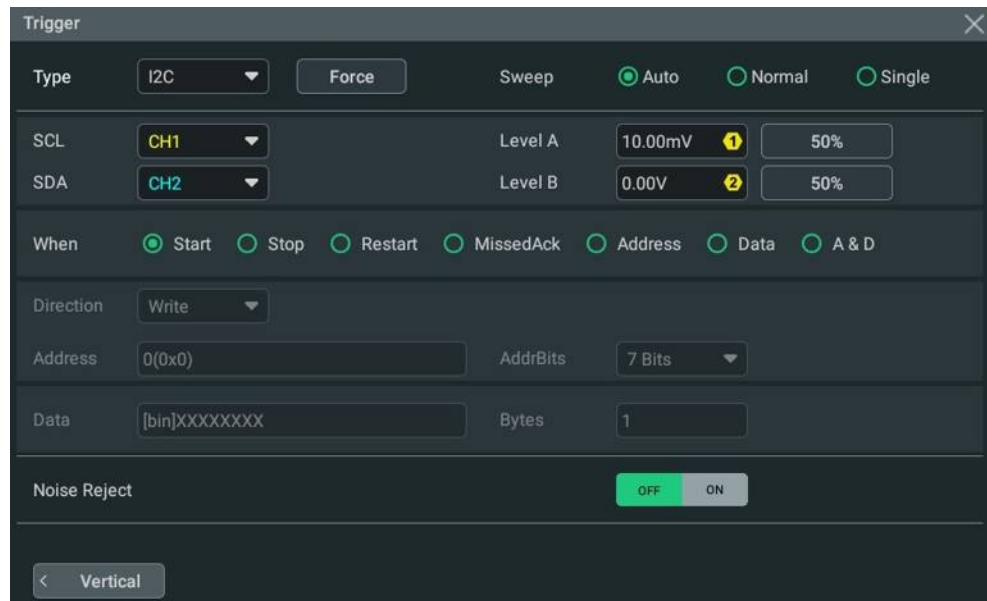 Trigger
Type I2C Force Sweep Auto Normal Single
SCL CH1 Level A 10.00mV 1 50%
SDA CH2 Level B 0.00V 2 50%
When Start Stop Restart MissedAck Address Data A & D
Direction Write
Address 0(0x0) AddrBits 7 Bits
Data [bin]XXXXXXXX Bytes 1
Noise Reject OFF ON
< Vertical